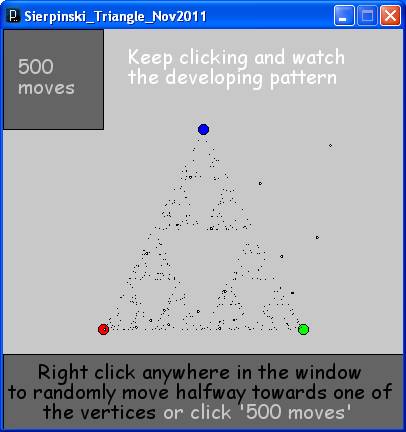 Sierpinski_Triangle_Nov2011
500
moves
Keep clicking and watch
the developing pattern
Right click anywhere in the window
to randomly move halfway towards one of
the vertices or click '500 moves'